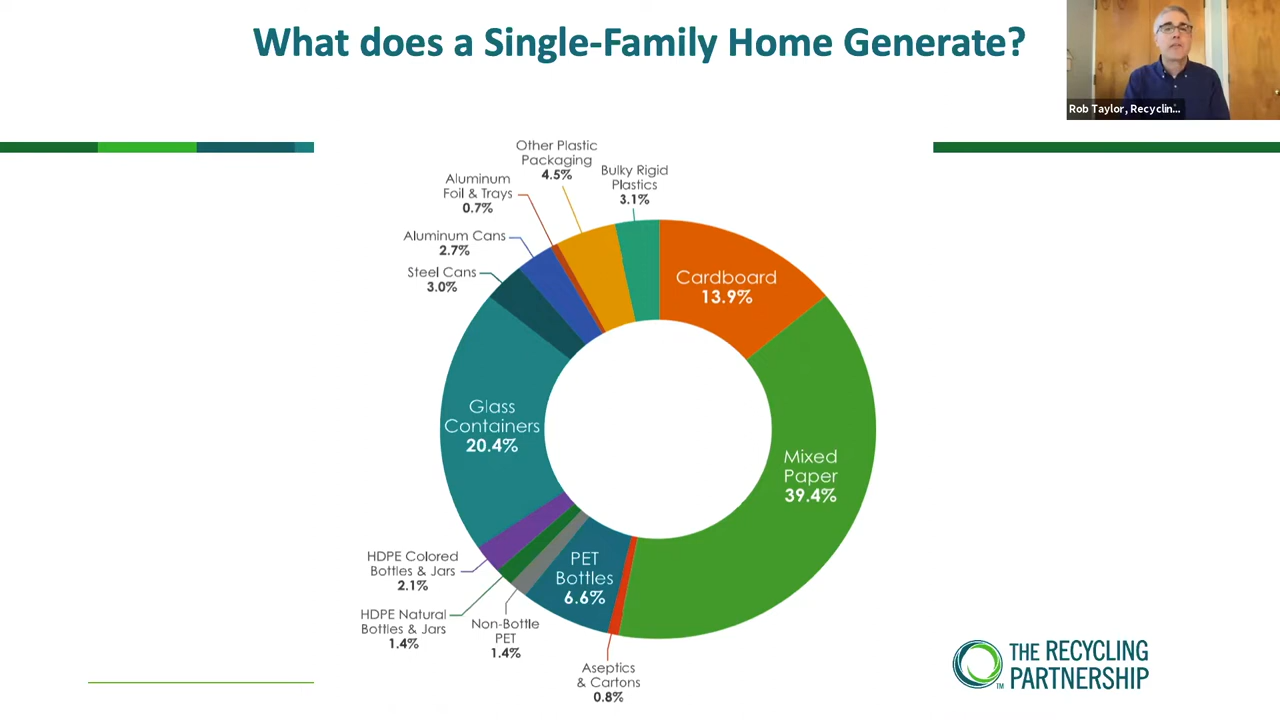 What does a Single-Family Home Generate?
Rob Taylor, Recyclin...
Other Plastic
Packaging
4.5%
Bulky Rigid
Plastics
3.1%
Aluminum
Foil & Trays
0.7%
Aluminum Cans
2.7%
Steel Cans
3.0%
Cardboard
13.9%
Glass
Containers
20.4%
Mixed
Paper
39.4%
HDPE Colored
Bottles & Jars
2.1%
PET
Bottles
6.6%
HDPE Natural
Bottles & Jars
1.4%
Non-Bottle
PET
1.4%
Aseptics
& Cartons
0.8%
THE RECYCLING
PARTNERSHIP
TM